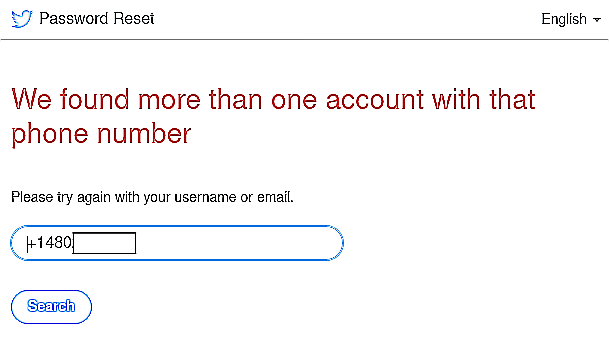 Password Reset
English
We found more than one account with that
phone number
Please try again with your username or email.
+1480
Search